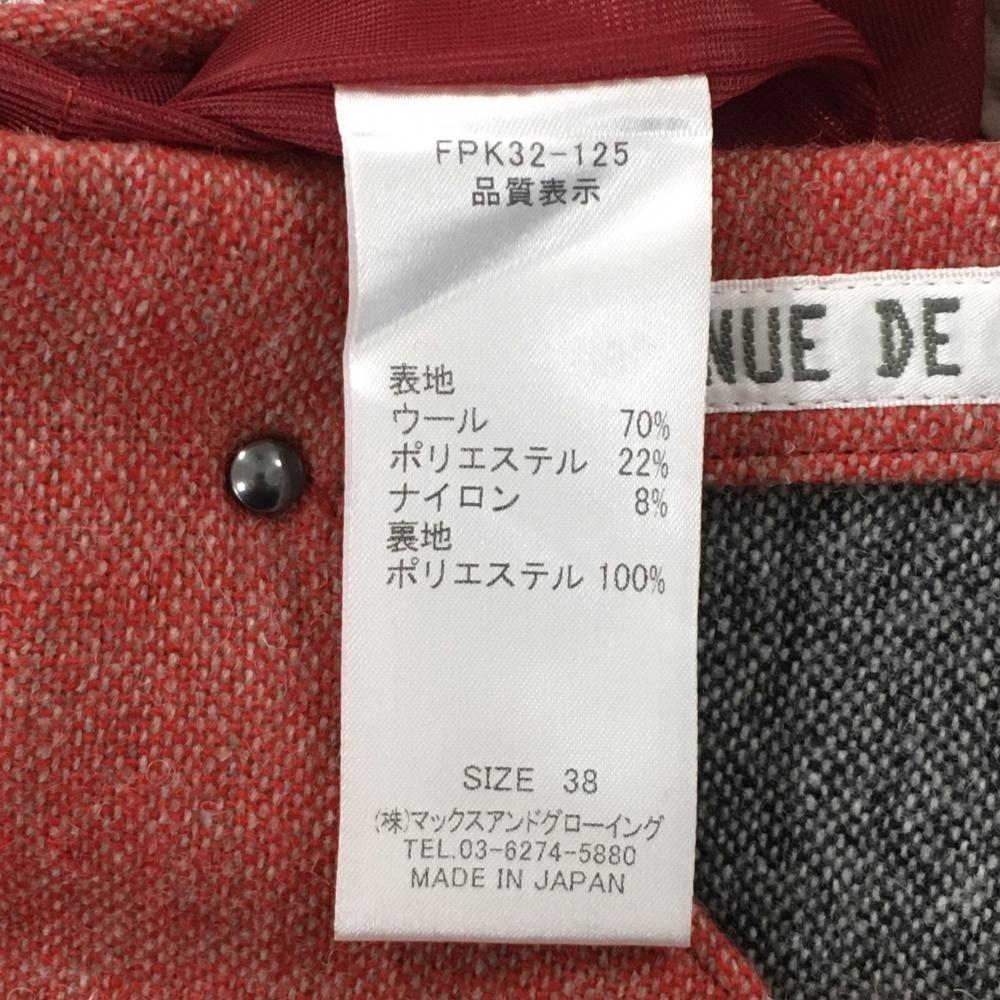 FPK32-125
品質表示
NUE DE
表地
ウール 70%
ポリエステル 22%
ナイロン 8%
裏地
ポリエステル 100%
SIZE 38
(株)マックスアンドグローイング
TEL.03-6274-5880
MADE IN JAPAN